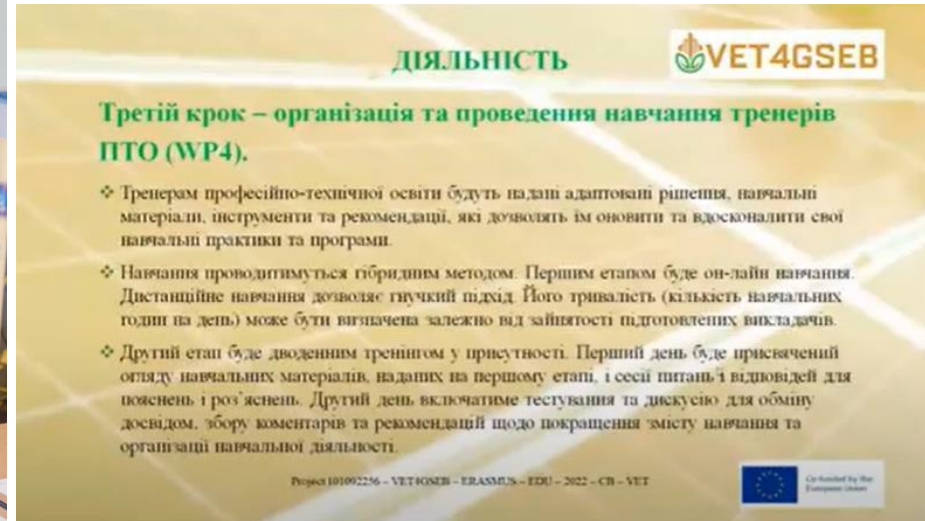 ДІЯЛЬНІСТЬ
VET4GSEB
Третій крок – організація та проведення навчання тренерів
ПТО (WP4).
❖ Тренерам професійно-технічної освіти будуть надані адаптовані рішення, навчальні
матеріали, інструменти та рекомендації, які дозволять їм оновити та вдосконалити свої
навчальні практики та програми.
❖ Навчання проводитимуться гібридним методом. Першим етапом буде он-лайн навчання.
Дистанційне навчання дозволяє гнучкий підхід. Його тривалість (кількість навчальних
годин на день) може бути визначена залежно від зайнятості підготовлених викладачів.
❖ Другий етап буде дводенним тренінгом у присутності. Перший день буде присвячений
огляду навчальних матеріалів, наданих на першому етапі, і сесії питань і відповідей для
пояснень і роз'яснень. Другий день включатиме тестування та дискусію для обміну
досвідом, збору коментарів та рекомендацій щодо покращення змісту навчання та
організації навчальної діяльності.
Project 101092256 – VET4GSEB – ERASMUS – EDU – 2022 – CB – VET
Co-funded by the
European Union